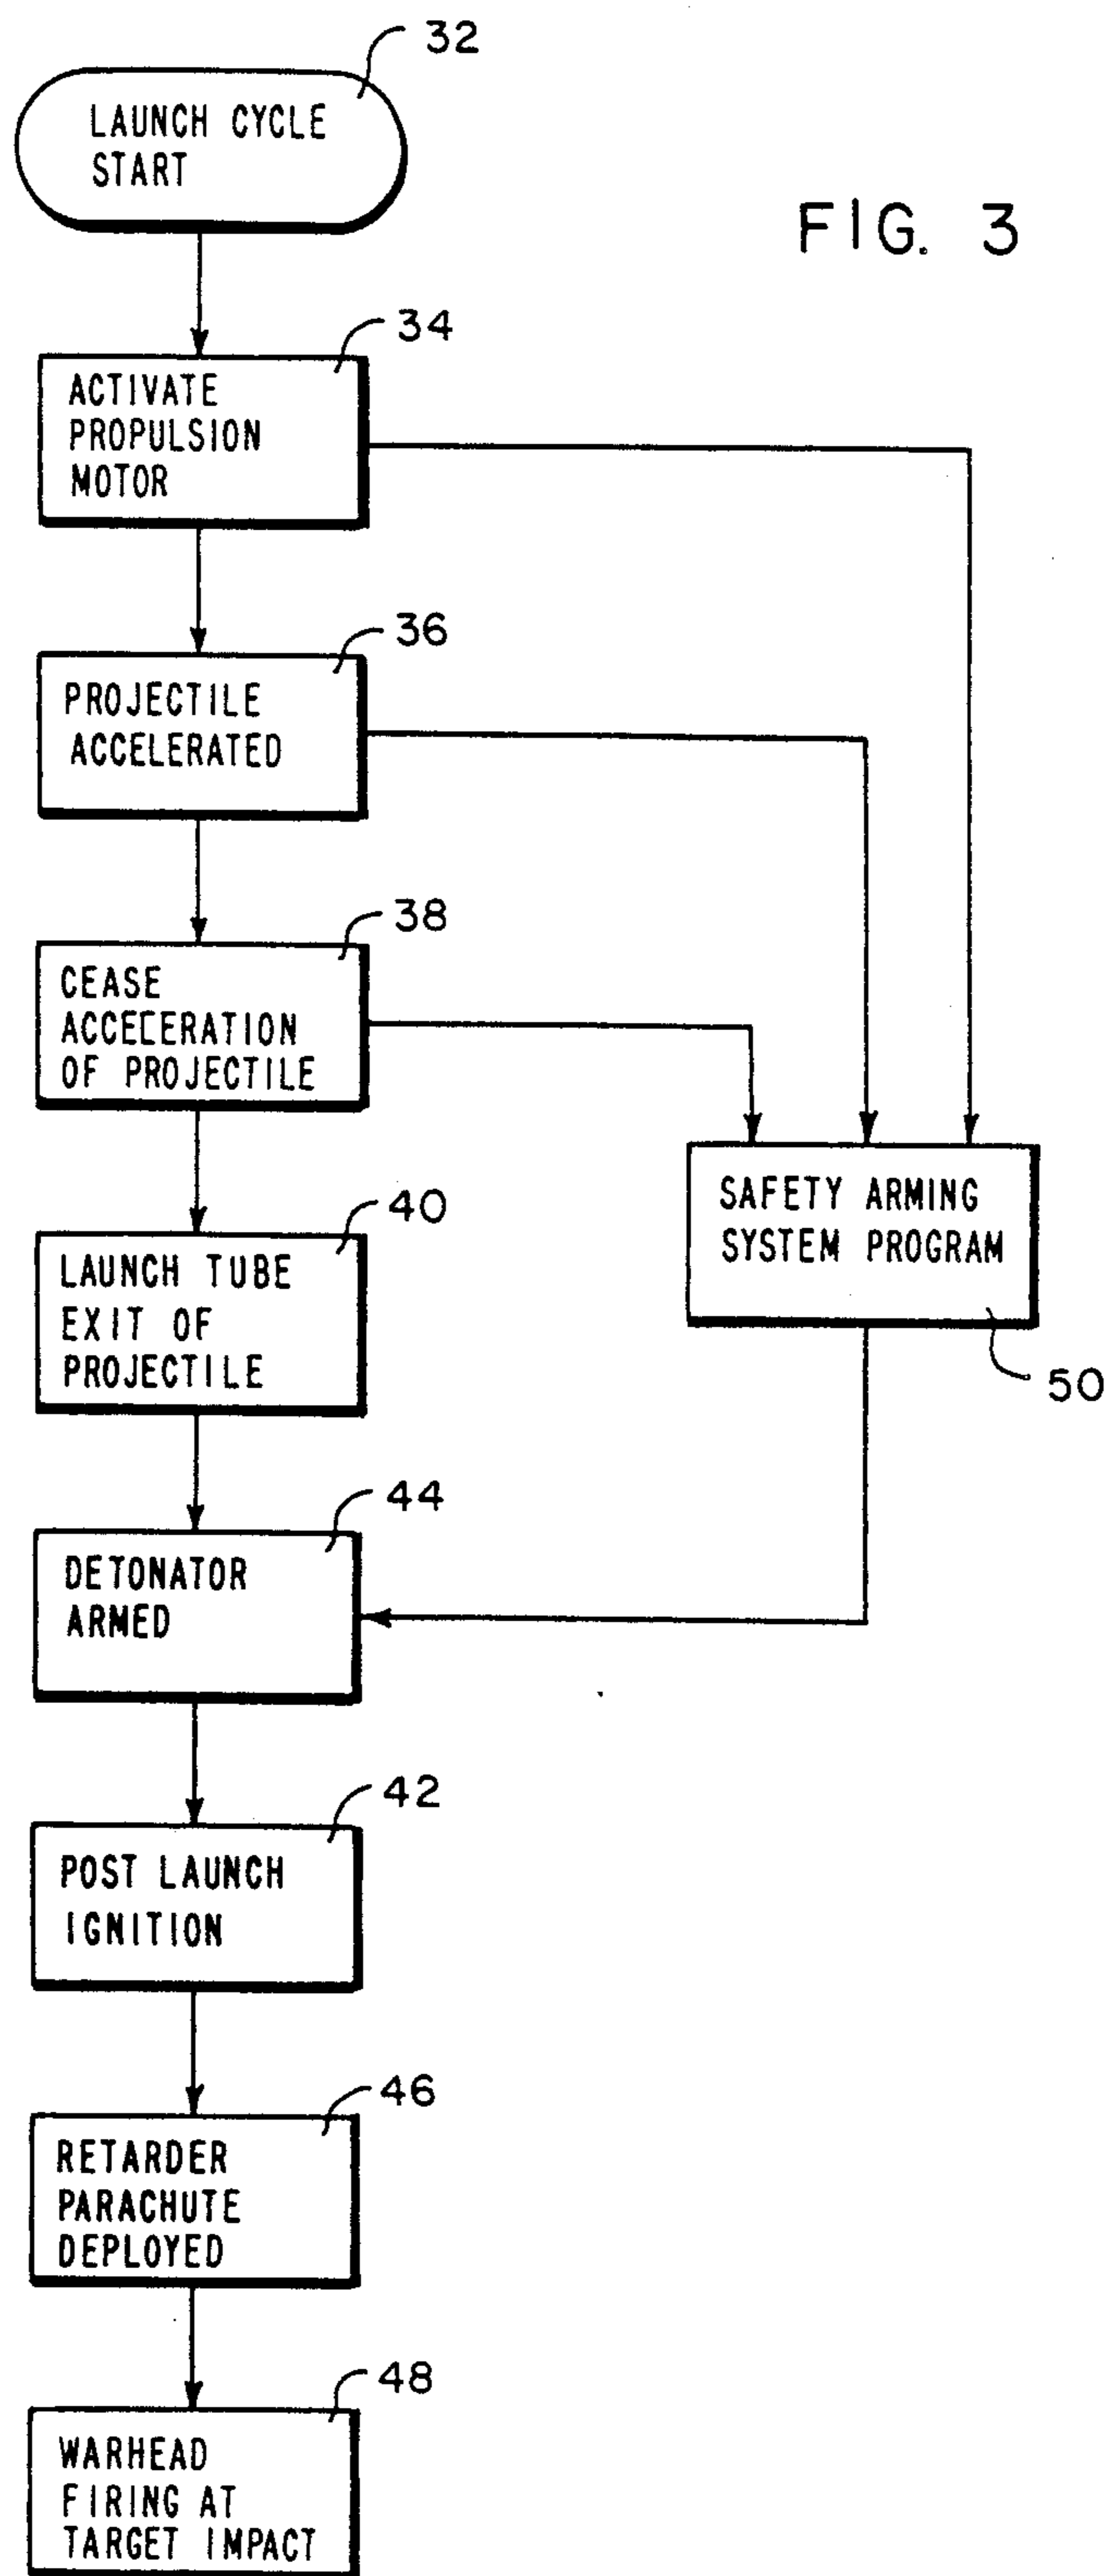 32
LAUNCH CYCLE
START
FIG. 3
34
ACTIVATE
PROPULSION
MOTOR
36
PROJECTILE
ACCELERATED
38
CEASE
ACCELERATION
OF PROJECTILE
40
LAUNCH TUBE
EXIT OF
PROJECTILE
SAFETY ARMING
SYSTEM PROGRAM
50
44
DETONATOR
ARMED
42
POST LAUNCH
IGNITION
46
RETARDER
PARACHUTE
DEPLOYED
48
WARHEAD
FIRING AT
TARGET IMPACT